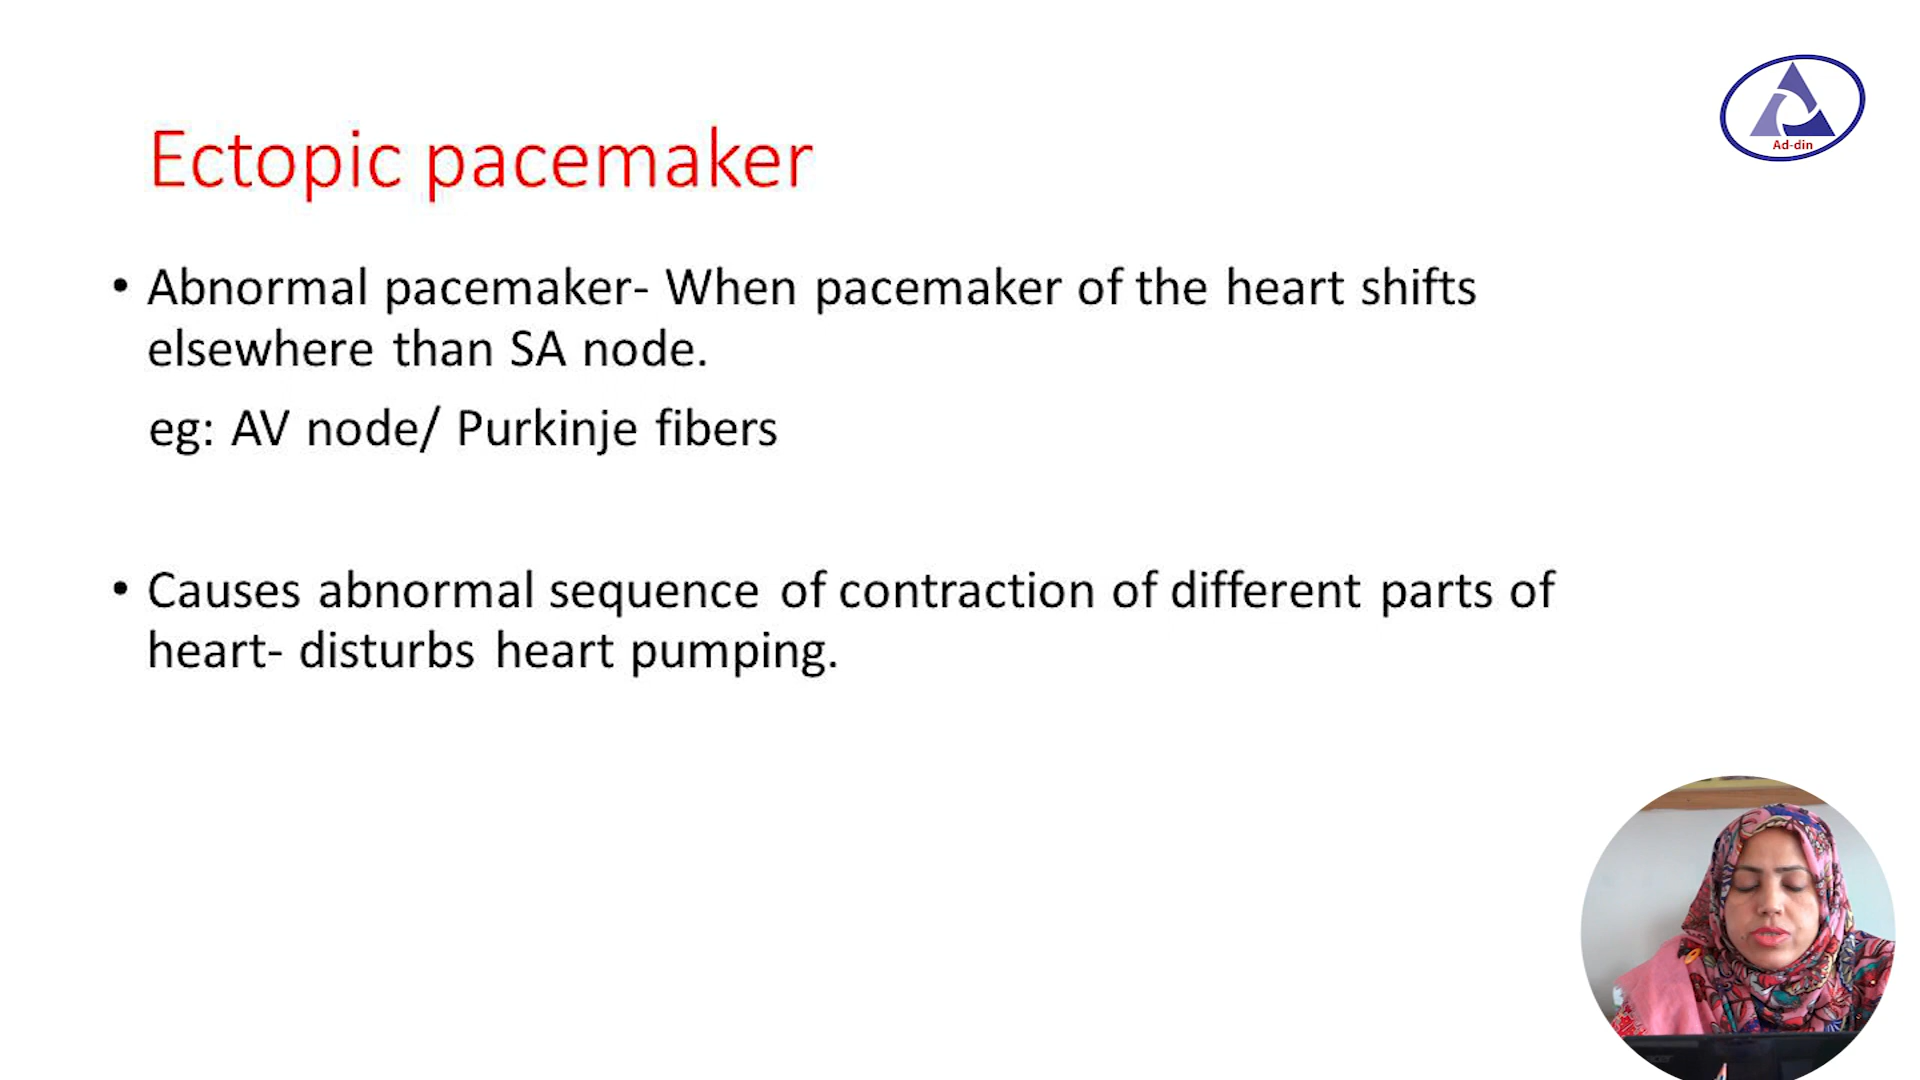 Ad-din
Ectopic pacemaker
• Abnormal pacemaker- When pacemaker of the heart shifts
elsewhere than SA node.
eg: AV node/ Purkinje fibers
• Causes abnormal sequence of contraction of different parts of
heart- disturbs heart pumping.